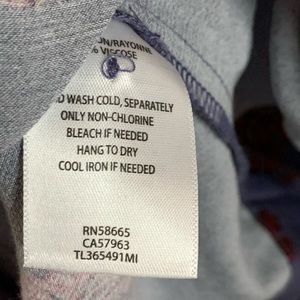 ON/RAYONNE
% VISCOSE
D WASH COLD, SEPARATELY
ONLY NON-CHLORINE
BLEACH IF NEEDED
HANG TO DRY
COOL IRON IF NEEDED
RN58665
CA57963
TL365491MI